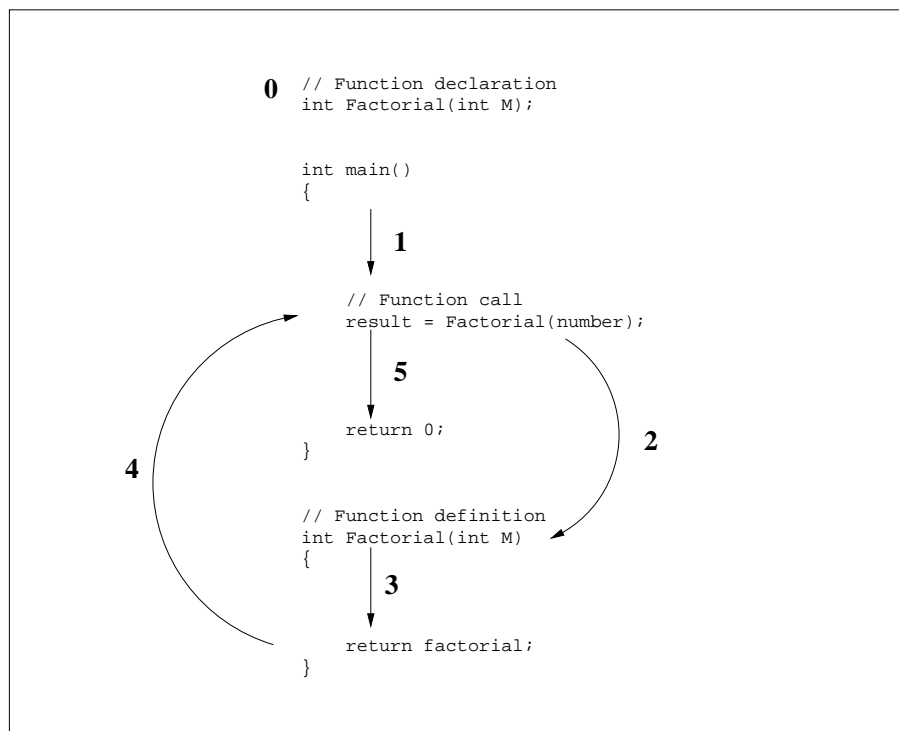 0 // Function declaration
int Factorial(int M);
int main()
{
1
// Function call
result = Factorial(number);
5
return 0;
}
2
4
// Function definition
int Factorial(int M)
{
3
return factorial;
}